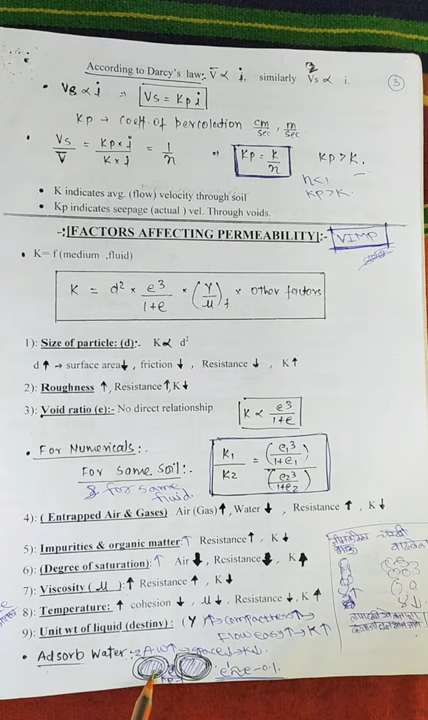 3
According to Darcy's law:- V̄ ∝ i, similarly Vs ∝ i.
• Vs ∝ i ⇒ Vs = Kp i
Kp → Coeff. of percolation cm/sec, m/sec
• Vs/V̄ = Kp × i / K × i = 1/n ⇒ Kp = K/n Kp > K.
n < 1
Kp > K.
• K indicates avg. (flow) velocity through soil
• Kp indicates seepage (actual ) vel. Through voids.
-:[FACTORS AFFECTING PERMEABILITY]:- VIMP
• K= f (medium ,fluid)
K = d² × e³/1+e × (γ/μ)f × other factors
1): Size of particle: (d):- K ∝ d²
d ↑ → surface area↓, friction ↓ , Resistance ↓ , K↑
2): Roughness ↑, Resistance↑, K↓
3): Void ratio (e):- No direct relationship K ∝ e³/1+e
• For Numericals:-
For same soil:- K1/K2 = (e1³/1+e1)/(e2³/1+e2)
& for same
fluid.
4): ( Entrapped Air & Gases) Air (Gas)↑, Water ↓ , Resistance ↑ , K ↓
5): Impurities & organic matter:↑ Resistance↑ , K↓
6): (Degree of saturation):↑ Air ↓, Resistance↓, K↑
7): Viscosity ( μ ):↑ Resistance ↑ , K↓
8): Temperature: ↑ cohesion ↓ , μ↓ , Resistance ↓, K ↑
9): Unit wt of liquid (destiny) : (γ)
Flow easy↑→ K↑
• Adsorb Water:- A.W↑→ space↓→K↓.